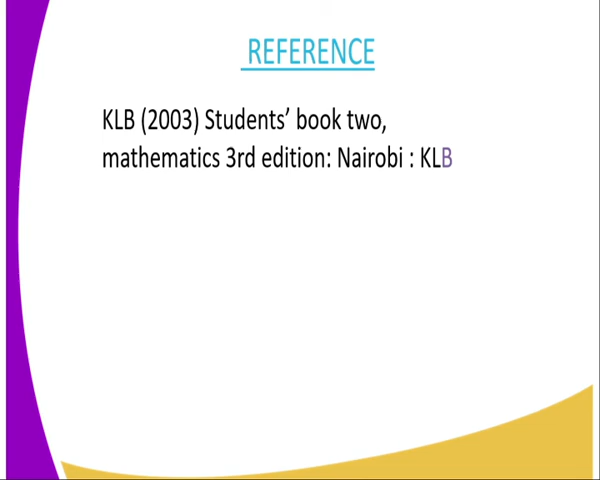 REFERENCE
KLB (2003) Students’ book two,
mathematics 3rd edition: Nairobi : KLB